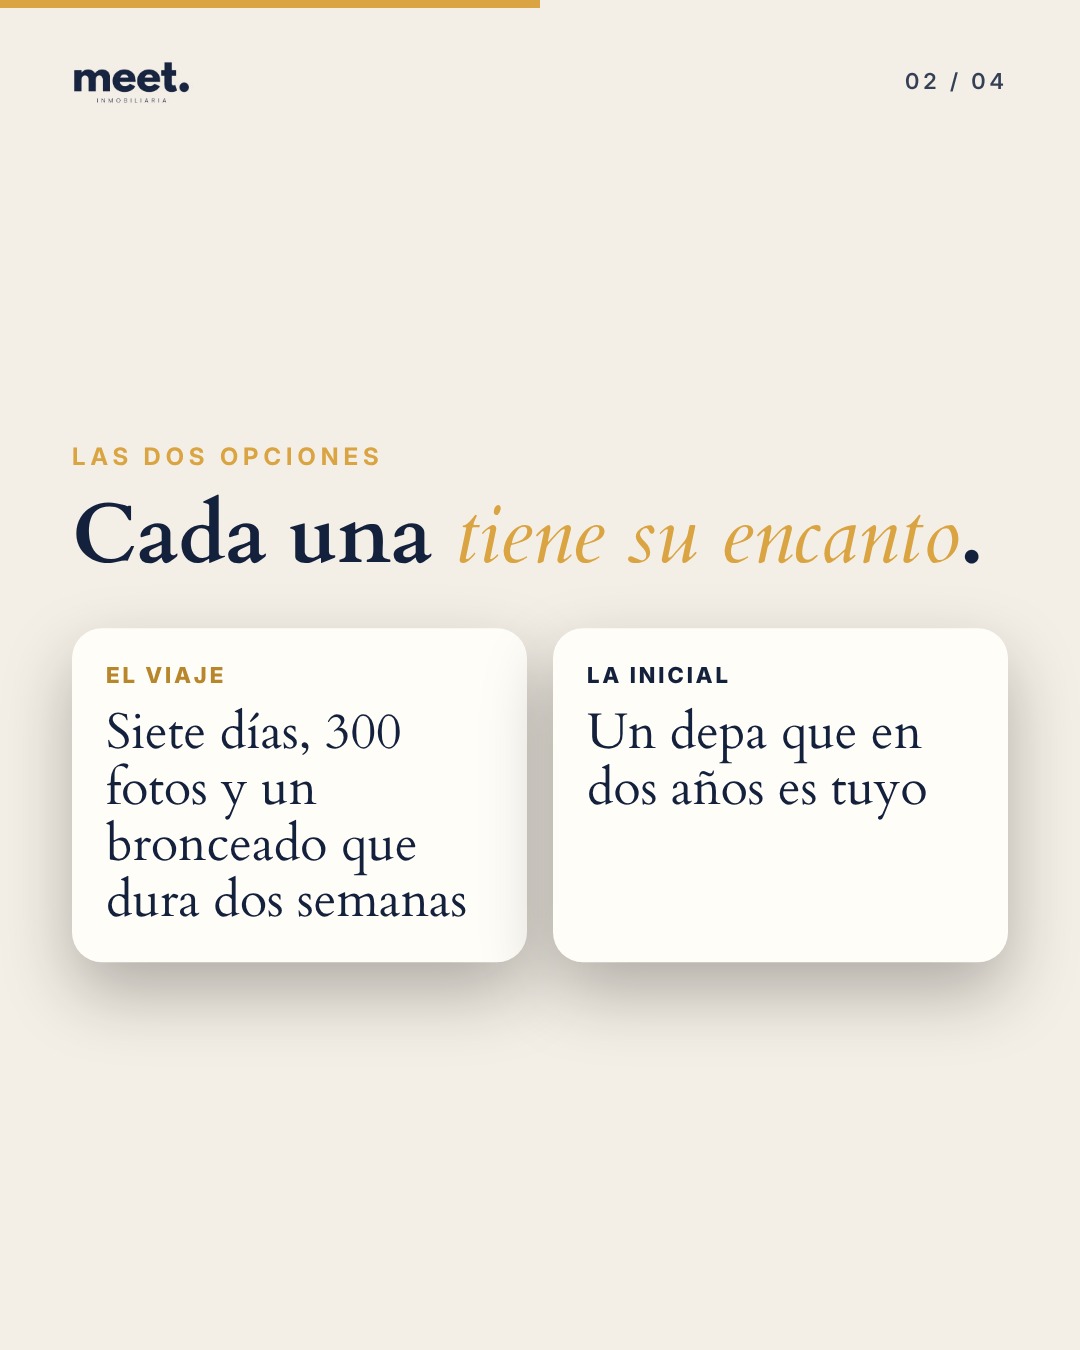 meet.
INMOBILIARIA
02 / 04
LAS DOS OPCIONES
Cada una tiene su encanto.
EL VIAJE
Siete días, 300
fotos y un
bronceado que
dura dos semanas
LA INICIAL
Un depa que en
dos años es tuyo